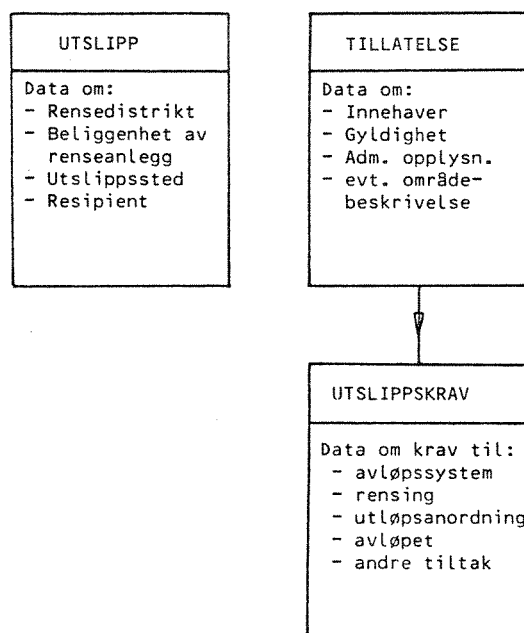 UTSLIPP
Data om:
- Rensedistrikt
- Beliggenhet av
renseanlegg
- Utslippssted
- Resipient
TILLATELSE
Data om:
- Innehaver
- Gyldighet
- Adm. opplysn.
- evt. område-
beskrivelse
UTSLIPPSKRAV
Data om krav til:
- avløpssystem
- rensing
- utløpsanordning
- avløpet
- andre tiltak